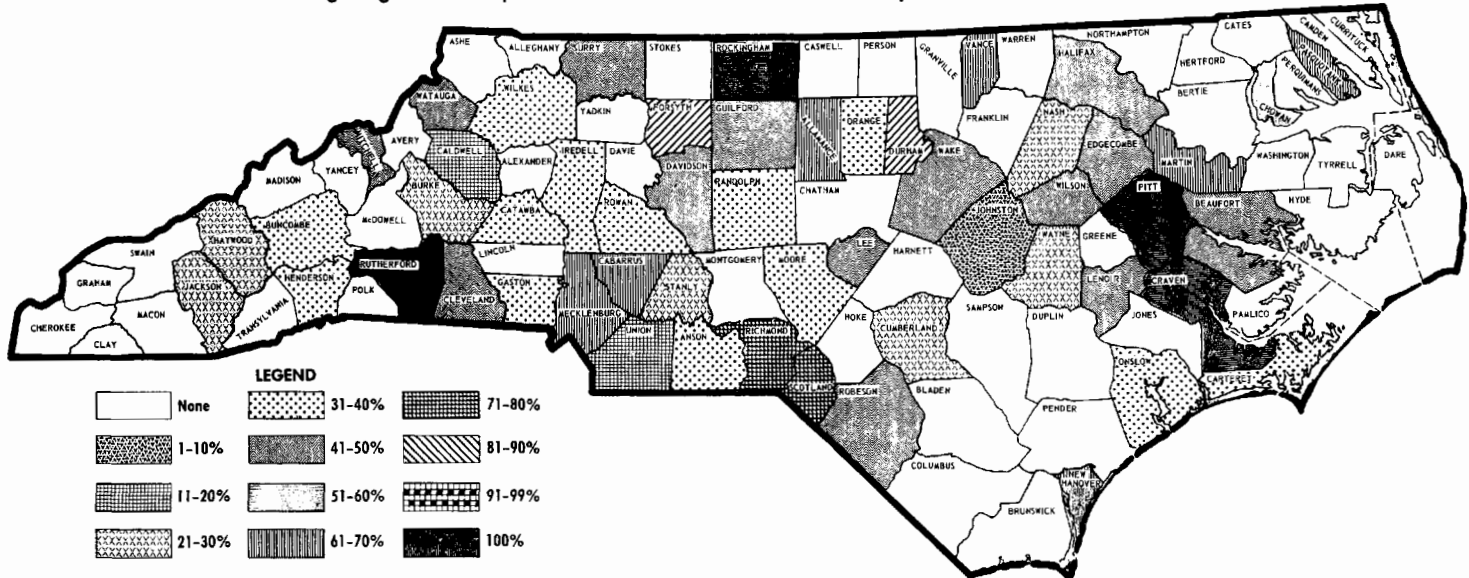 ASHE
ALLEGHANY
SURRY
STOKES
ROCKINGHAM
CASWELL
PERSON
GRANVILLE
VANCE
WARREN
NORTHAMPTON
HALIFAX
HERTFORD
GATES
CAMDEN
CURRITUCK
PASQUOTANK
PERQUIMANS
CHOWAN
BERTIE
WATAUGA
WILKES
YADKIN
FORSYTH
GUILFORD
ALAMANCE
ORANGE
DURHAM
FRANKLIN
NASH
EDGECOMBE
MARTIN
WASHINGTON
TYRRELL
DARE
MITCHELL
AVERY
CALDWELL
ALEXANDER
IREDELL
DAVIE
DAVIDSON
RANDOLPH
CHATHAM
WAKE
WILSON
PITT
BEAUFORT
HYDE
MADISON
YANCEY
BURKE
CATAWBA
ROWAN
JOHNSTON
WAYNE
GREENE
SWAIN
HAYWOOD
BUNCOMBE
McDOWELL
LINCOLN
CABARRUS
STANLY
MONTGOMERY
MOORE
LEE
HARNETT
LENOIR
CRAVEN
PAMLICO
GRAHAM
JACKSON
HENDERSON
RUTHERFORD
POLK
CLEVELAND
GASTON
MECKLENBURG
HOKE
CUMBERLAND
SAMPSON
DUPLIN
JONES
CHEROKEE
CLAY
MACON
TRANSYLVANIA
UNION
ANSON
RICHMOND
SCOTLAND
ROBESON
BLADEN
PENDER
ONSLOW
CARTERET
COLUMBUS
BRUNSWICK
NEW
HANOVER
LEGEND
None
31-40%
71-80%
1-10%
41-50%
81-90%
11-20%
51-60%
91-99%
21-30%
61-70%
100%